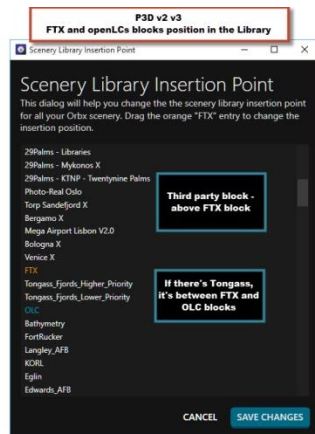 P3D v2 v3
FTX and openLCs blocks position in the Library
Scenery Library Insertion Point
Scenery Library Insertion Point
This dialog will help you change the the scenery library insertion point
for all your Orbx scenery. Drag the orange "FTX" entry to change the
insertion position.
29Palms - Libraries
29Palms - Mykonos X
29Palms - KTNP - Twentynine Palms
Photo-Real Oslo
Torp Sandefjord X
Bergamo X
Mega Airport Lisbon V2.0
Bologna X
Venice X
FTX
Tongass_Fjords_Higher_Priority
Tongass_Fjords_Lower_Priority
OLC
Bathymetry
FortRucker
Langley_AFB
KORL
Eglin
Edwards_AFB
Third party block -
above FTX block
If there's Tongass,
it's between FTX and
OLC blocks
CANCEL
SAVE CHANGES